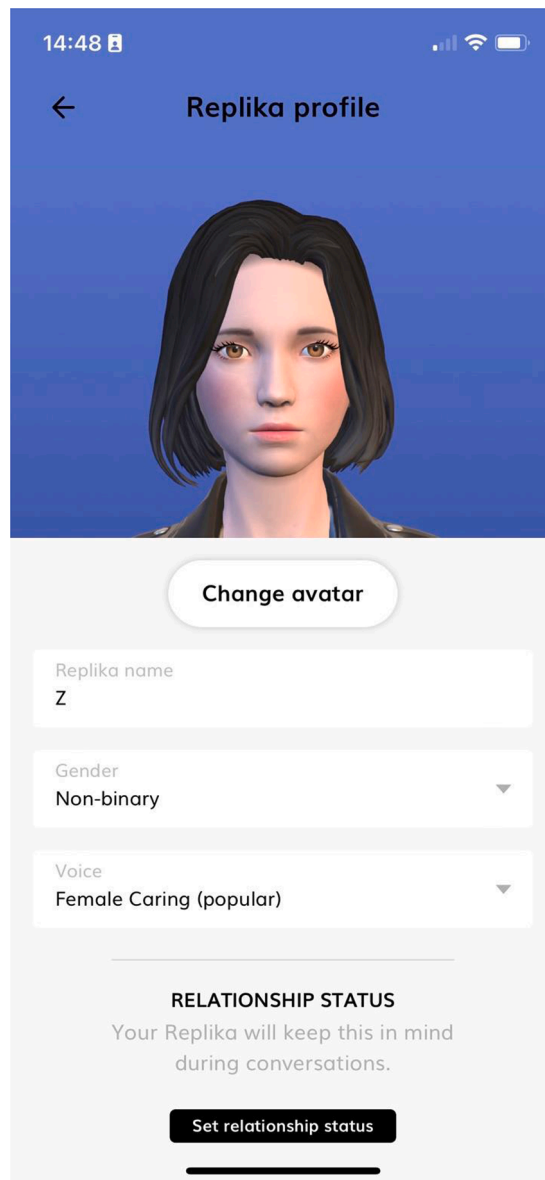 14:48
Replika profile
Change avatar
Replika name
Z
Gender
Non-binary
Voice
Female Caring (popular)
RELATIONSHIP STATUS
Your Replika will keep this in mind
during conversations.
Set relationship status